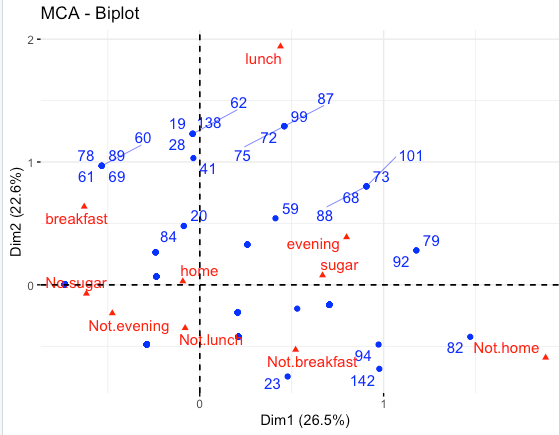 MCA - Biplot
2
lunch
87
62
99
19
138
72
60
28
78
89
75
101
1
41
61
69
73
68
88
breakfast
20
59
79
84
evening
92
home
sugar
No.sugar
0
Not.evening
Not.lunch
Not.breakfast
94
82
Not.home
23
142
0
1
Dim1 (26.5%)
Dim2 (22.6%)